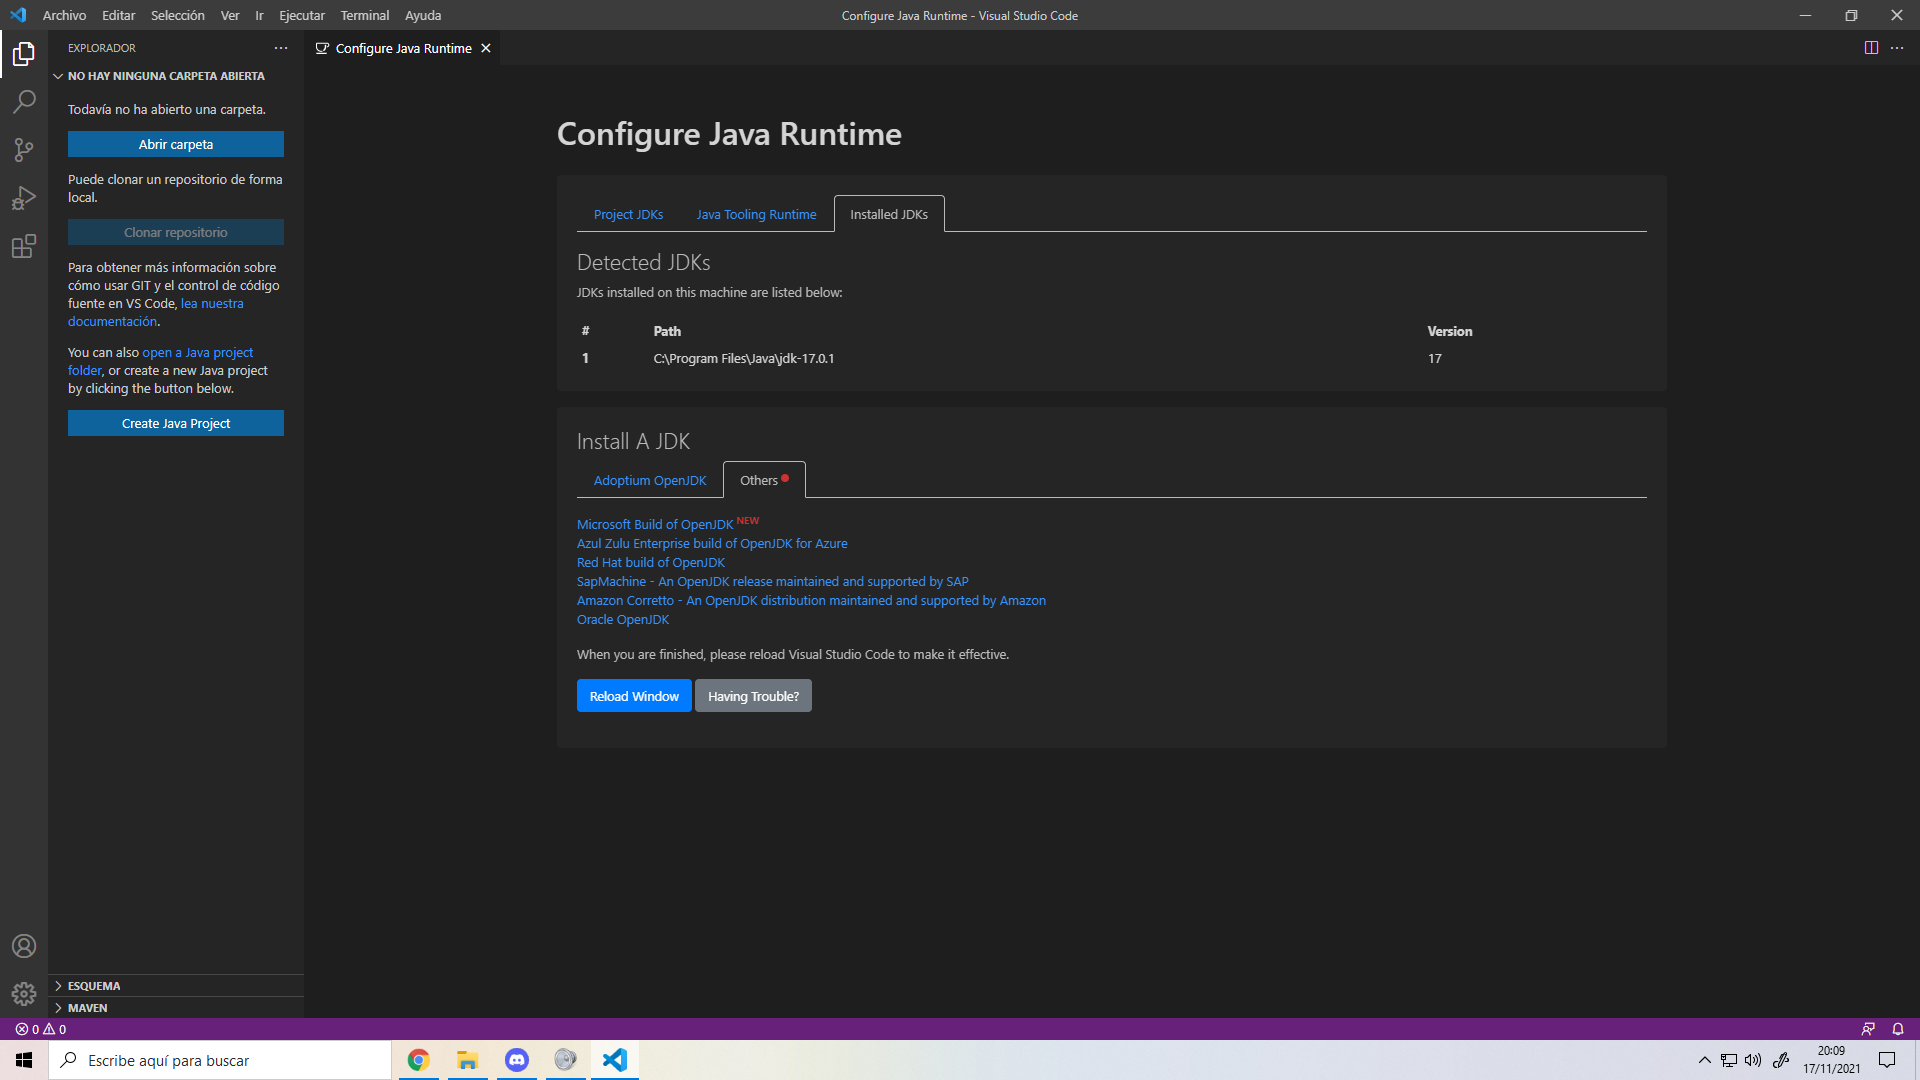 Archivo Editar Selección Ver Ir Ejecutar Terminal Ayuda
Configure Java Runtime - Visual Studio Code
EXPLORADOR
Configure Java Runtime
NO HAY NINGUNA CARPETA ABIERTA
Todavía no ha abierto una carpeta.
Abrir carpeta
Puede clonar un repositorio de forma
local.
Clonar repositorio
Para obtener más información sobre
cómo usar GIT y el control de código
fuente en VS Code, lea nuestra
documentación.
You can also open a Java project
folder, or create a new Java project
by clicking the button below.
Create Java Project
ESQUEMA
MAVEN
Configure Java Runtime
Project JDKs Java Tooling Runtime Installed JDKs
Detected JDKs
JDKs installed on this machine are listed below:
# Path Version
1 C:\Program Files\Java\jdk-17.0.1 17
Install A JDK
Adoptium OpenJDK Others
Microsoft Build of OpenJDK NEW
Azul Zulu Enterprise build of OpenJDK for Azure
Red Hat build of OpenJDK
SapMachine - An OpenJDK release maintained and supported by SAP
Amazon Corretto - An OpenJDK distribution maintained and supported by Amazon
Oracle OpenJDK
When you are finished, please reload Visual Studio Code to make it effective.
Reload Window Having Trouble?
0 0
Escribe aquí para buscar
20:09
17/11/2021